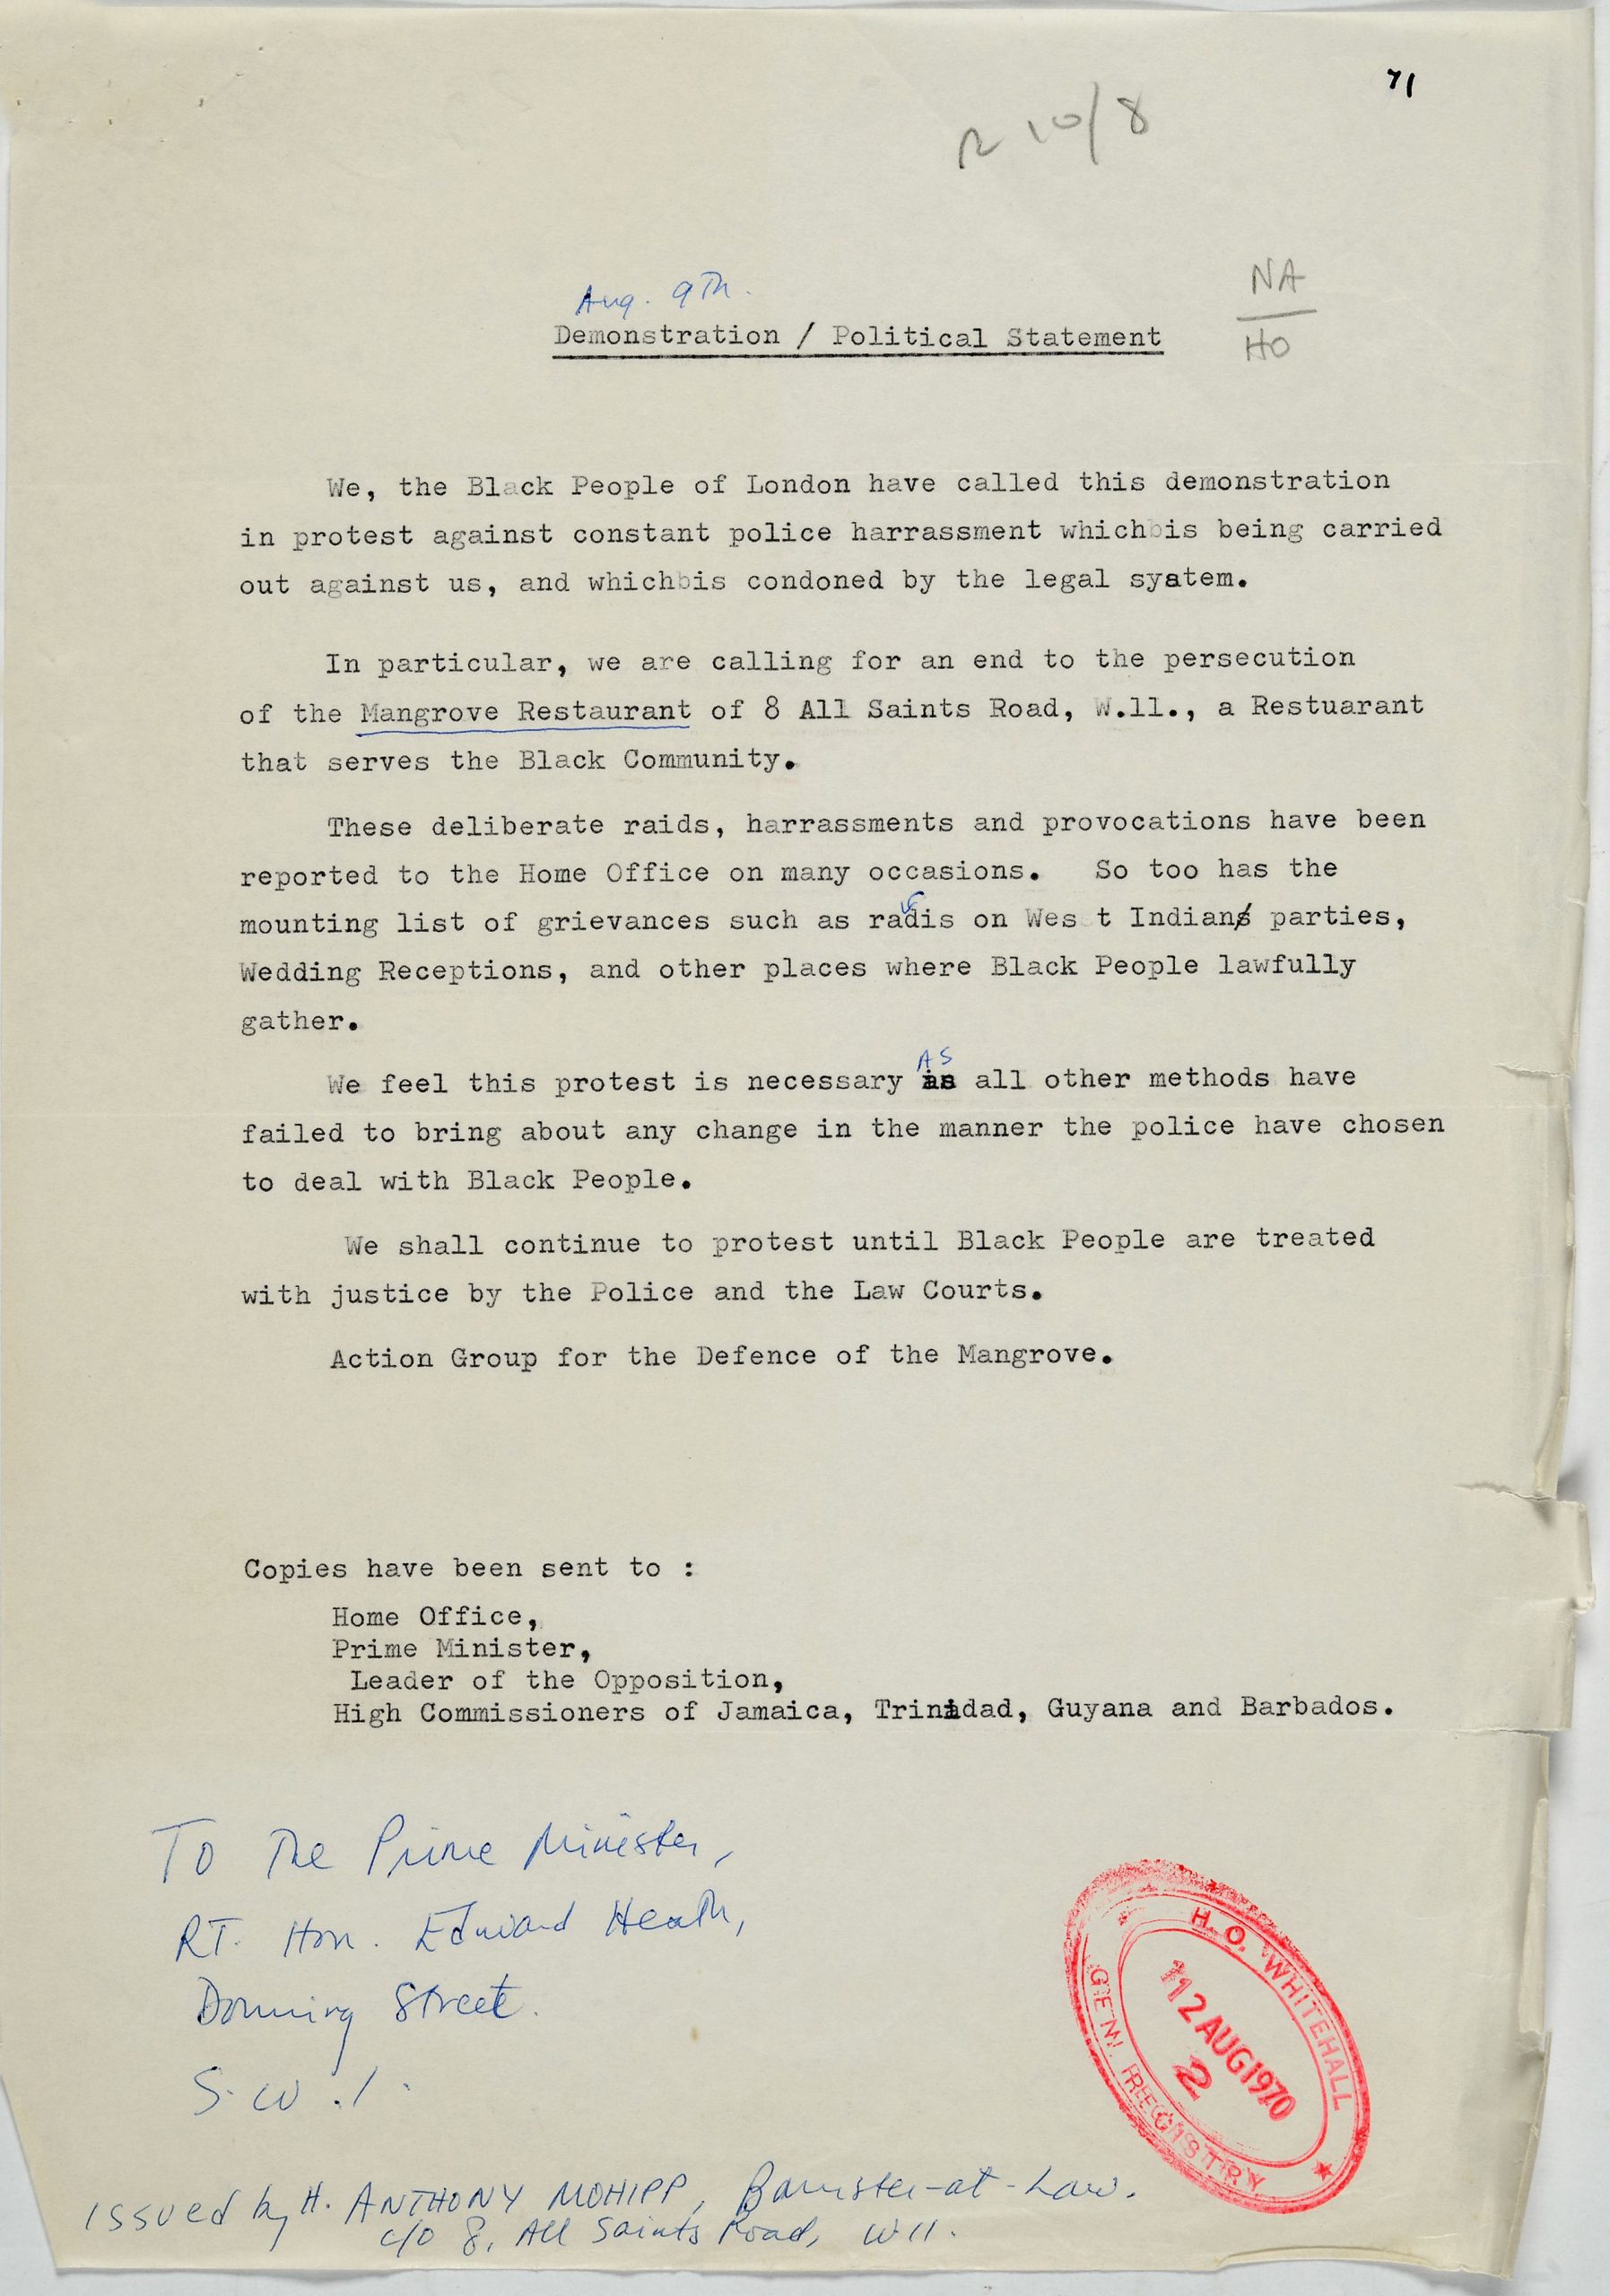 71
R 10/8
Aug. 9Th.
NA
HO
Demonstration / Political Statement
We, the Black People of London have called this demonstration
in protest against constant police harrassment which is being carried
out against us, and which is condoned by the legal syatem.
In particular, we are calling for an end to the persecution
of the Mangrove Restaurant of 8 All Saints Road, W.11., a Restuarant
that serves the Black Community.
These deliberate raids, harrassments and provocations have been
reported to the Home Office on many occasions. So too has the
mounting list of grievances such as radis on Wes t Indians parties,
Wedding Receptions, and other places where Black People lawfully
gather.
AS
We feel this protest is necessary as all other methods have
failed to bring about any change in the manner the police have chosen
to deal with Black People.
We shall continue to protest until Black People are treated
with justice by the Police and the Law Courts.
Action Group for the Defence of the Mangrove.
Copies have been sent to :
Home Office,
Prime Minister,
Leader of the Opposition,
High Commissioners of Jamaica, Trinidad, Guyana and Barbados.
To The Prime Minister,
RT. Hon. Edward Heath,
Downing Street.
S.W.1.
H.O. WHITEHALL
12 AUG 1970
2
GEN. REGISTRY
Issued by H. ANTHONY MOHIPP, Barrister-at-Law.
c/o 8, All Saints Road, W11.